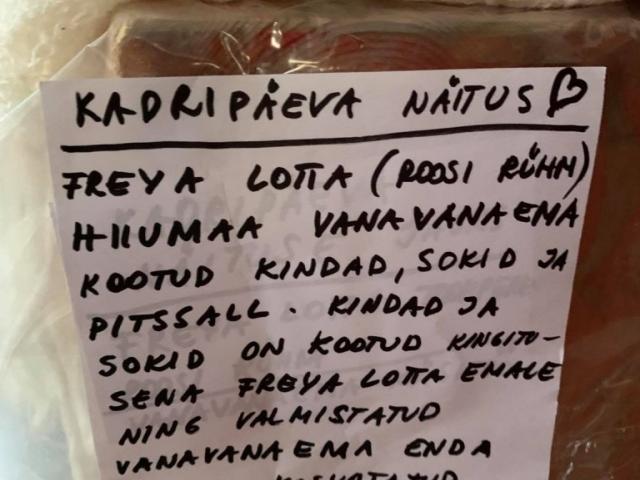 KADRIPÄEVA NÄITUS
FREYA LOTTA (ROOSI RÜHM)
HIIUMAA VANAVANAEMA
KOOTUD KINDAD, SOKID JA
PITSSALL. KINDAD JA
SOKID ON KOOTUD KINGITU-
SENA FREYA LOTTA EMALE
NING VALMISTATUD
VANAVANAEMA ENDA